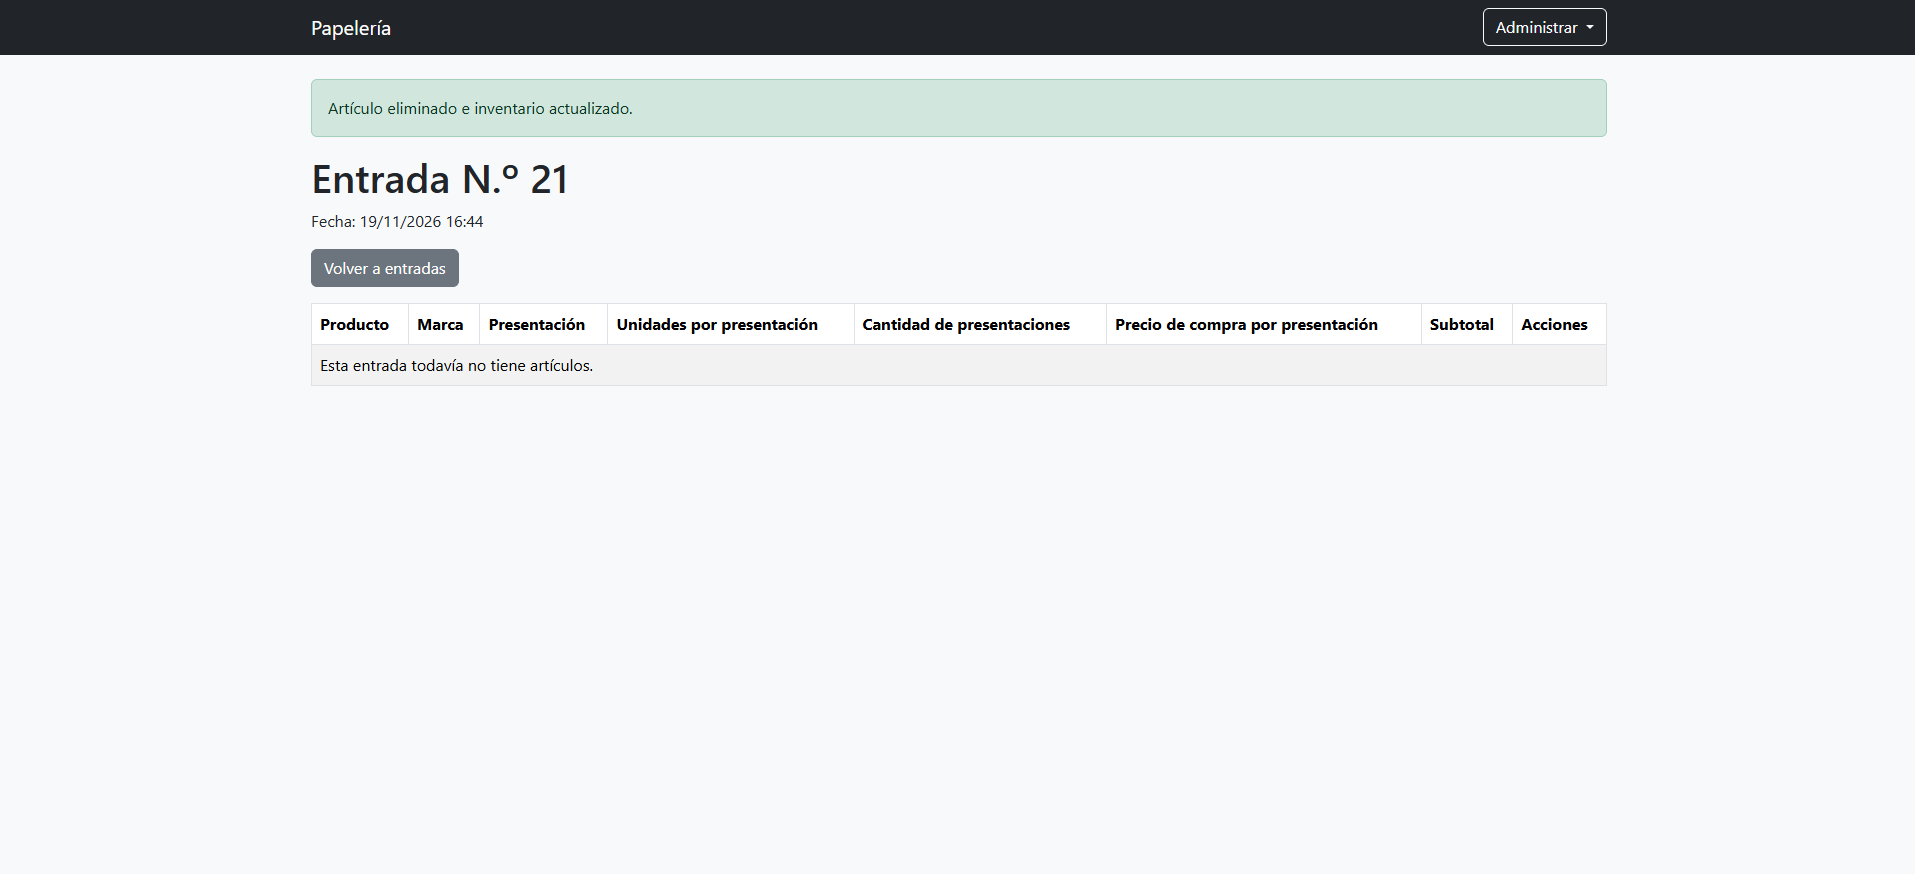 Papelería
Administrar
Artículo eliminado e inventario actualizado.
Entrada N.º 21
Fecha: 19/11/2026 16:44
Volver a entradas
Producto Marca Presentación Unidades por presentación Cantidad de presentaciones Precio de compra por presentación Subtotal Acciones
Esta entrada todavía no tiene artículos.